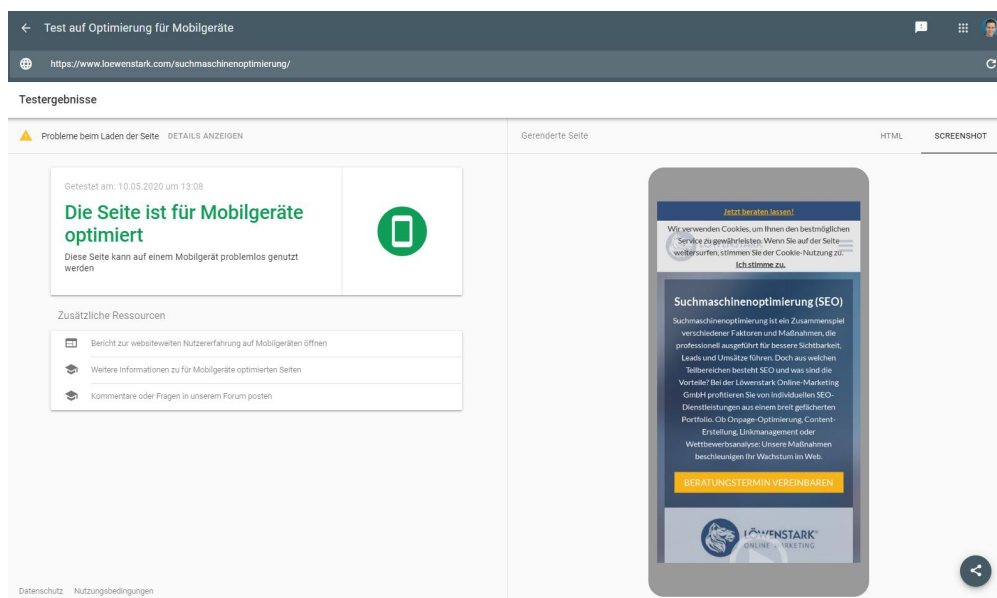 Test auf Optimierung für Mobilgeräte
https://www.loewenstark.com/suchmaschinenoptimierung/
Testergebnisse
Probleme beim Laden der Seite DETAILS ANZEIGEN
Gerenderte Seite
HTML
SCREENSHOT
Getestet am: 10.05.2020 um 13:08
Die Seite ist für Mobilgeräte
optimiert
Diese Seite kann auf einem Mobilgerät problemlos genutzt
werden
Zusätzliche Ressourcen
Bericht zur websiteweiten Nutzererfahrung auf Mobilgeräten öffnen
Weitere Informationen zu für Mobilgeräte optimierten Seiten
Kommentare oder Fragen in unserem Forum posten
Jetzt beraten lassen!
Wir verwenden Cookies, um Ihnen den bestmöglichen
Service zu gewährleisten. Wenn Sie auf der Seite
weitersurfen, stimmen Sie der Cookie-Nutzung zu.
Ich stimme zu.
Suchmaschinenoptimierung (SEO)
Suchmaschinenoptimierung ist ein Zusammenspiel
verschiedener Faktoren und Maßnahmen, die
professionell ausgeführt für bessere Sichtbarkeit,
Leads und Umsätze führen. Doch aus welchen
Teilbereichen besteht SEO und was sind die
Vorteile? Bei der Löwenstark Online-Marketing
GmbH profitieren Sie von individuellen SEO-
Dienstleistungen aus einem breit gefächerten
Portfolio. Ob Onpage-Optimierung, Content-
Erstellung, Linkmanagement oder
Wettbewerbsanalyse: Unsere Maßnahmen
beschleunigen Ihr Wachstum im Web.
BERATUNGSTERMIN VEREINBAREN
LÖWENSTARK®
ONLINE-MARKETING
Datenschutz Nutzungsbedingungen